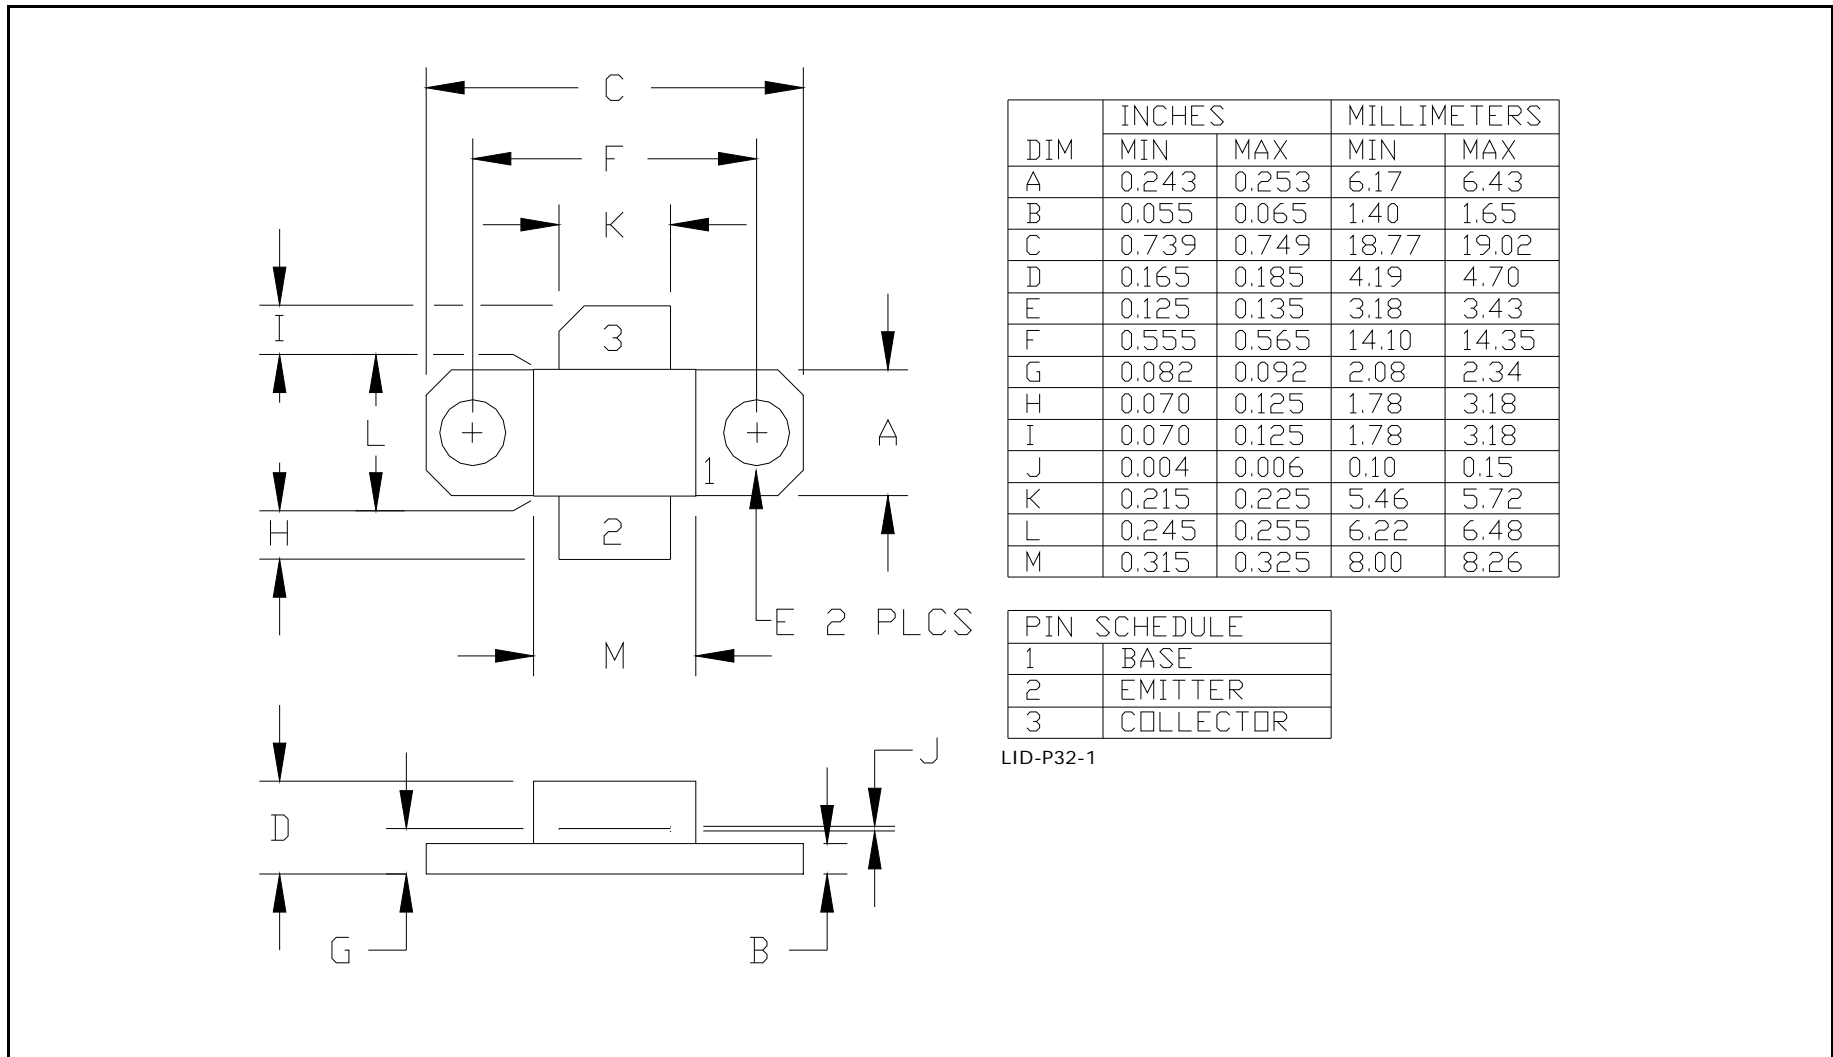 C
F
K
I
3
L
A
1
H
2
E 2 PLCS
M
J
D
G
B
INCHES MILLIMETERS
DIM MIN MAX MIN MAX
A 0.243 0.253 6.17 6.43
B 0.055 0.065 1.40 1.65
C 0.739 0.749 18.77 19.02
D 0.165 0.185 4.19 4.70
E 0.125 0.135 3.18 3.43
F 0.555 0.565 14.10 14.35
G 0.082 0.092 2.08 2.34
H 0.070 0.125 1.78 3.18
I 0.070 0.125 1.78 3.18
J 0.004 0.006 0.10 0.15
K 0.215 0.225 5.46 5.72
L 0.245 0.255 6.22 6.48
M 0.315 0.325 8.00 8.26
PIN SCHEDULE
1 BASE
2 EMITTER
3 COLLECTOR
LID-P32-1